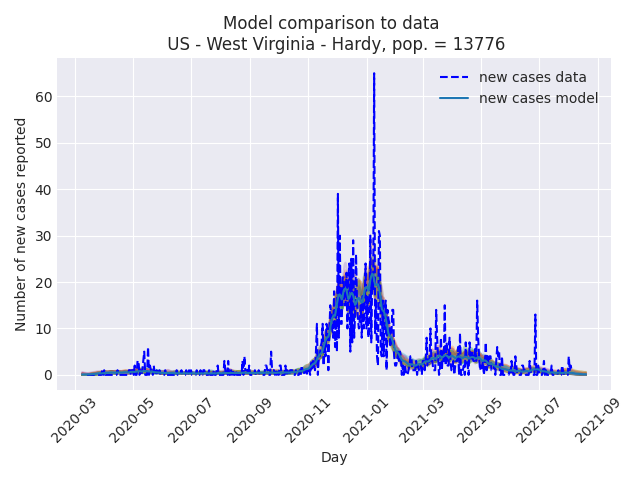 Model comparison to data
US - West Virginia - Hardy, pop. = 13776
new cases data
new cases model
Number of new cases reported
60
50
40
30
20
10
0
2020-03
2020-05
2020-07
2020-09
2020-11
2021-01
2021-03
2021-05
2021-07
2021-09
Day